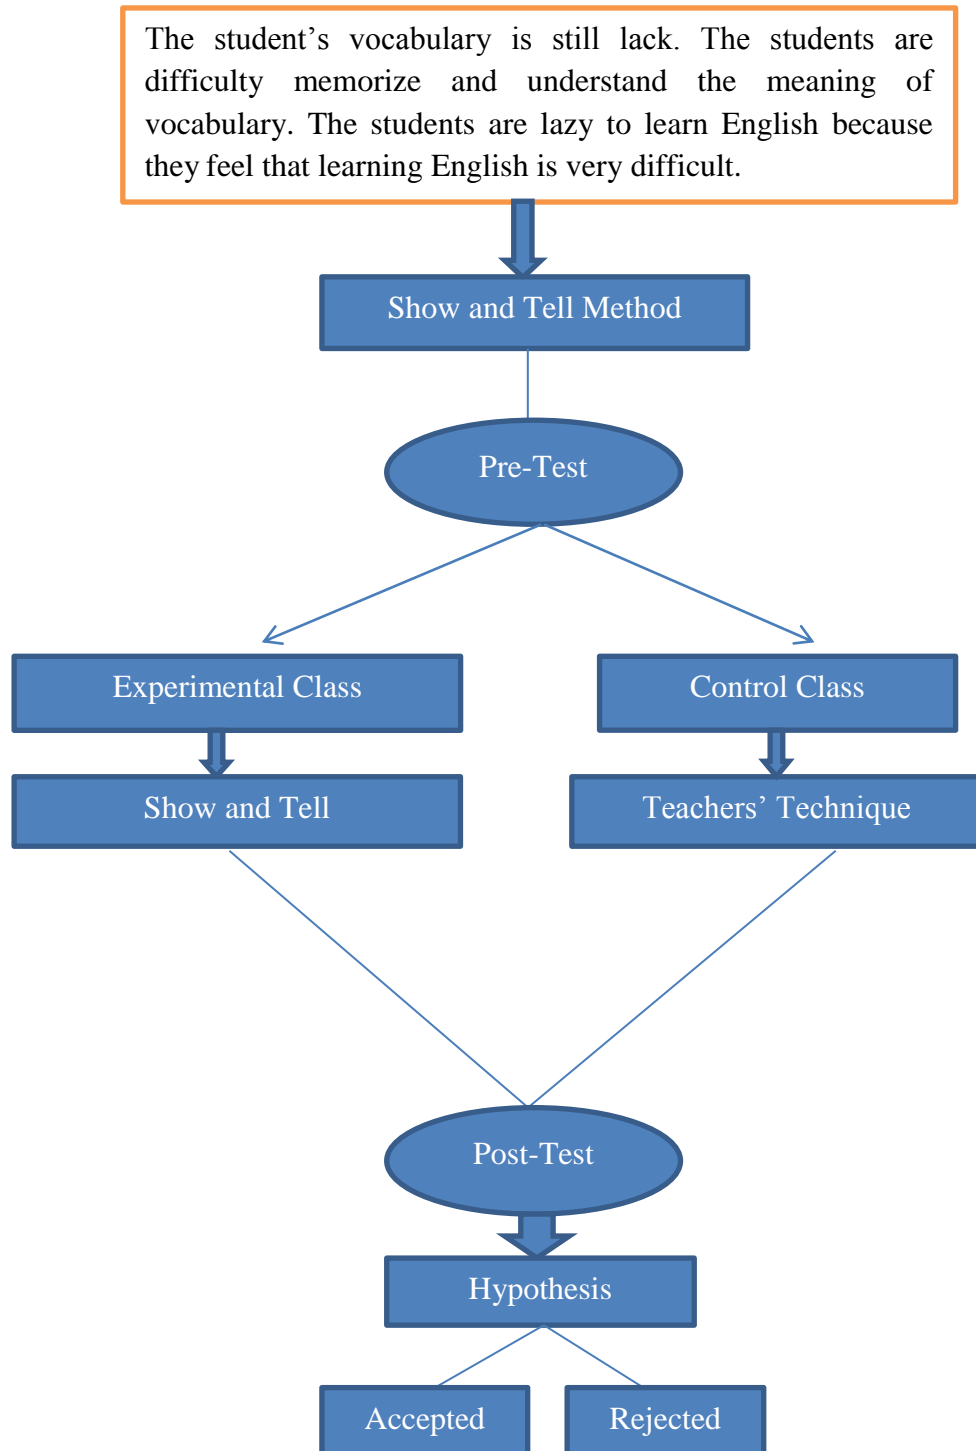 The student’s vocabulary is still lack. The students are
difficulty memorize and understand the meaning of
vocabulary. The students are lazy to learn English because
they feel that learning English is very difficult.
Show and Tell Method
Pre-Test
Experimental Class
Control Class
Show and Tell
Teachers’ Technique
Post-Test
Hypothesis
Accepted
Rejected